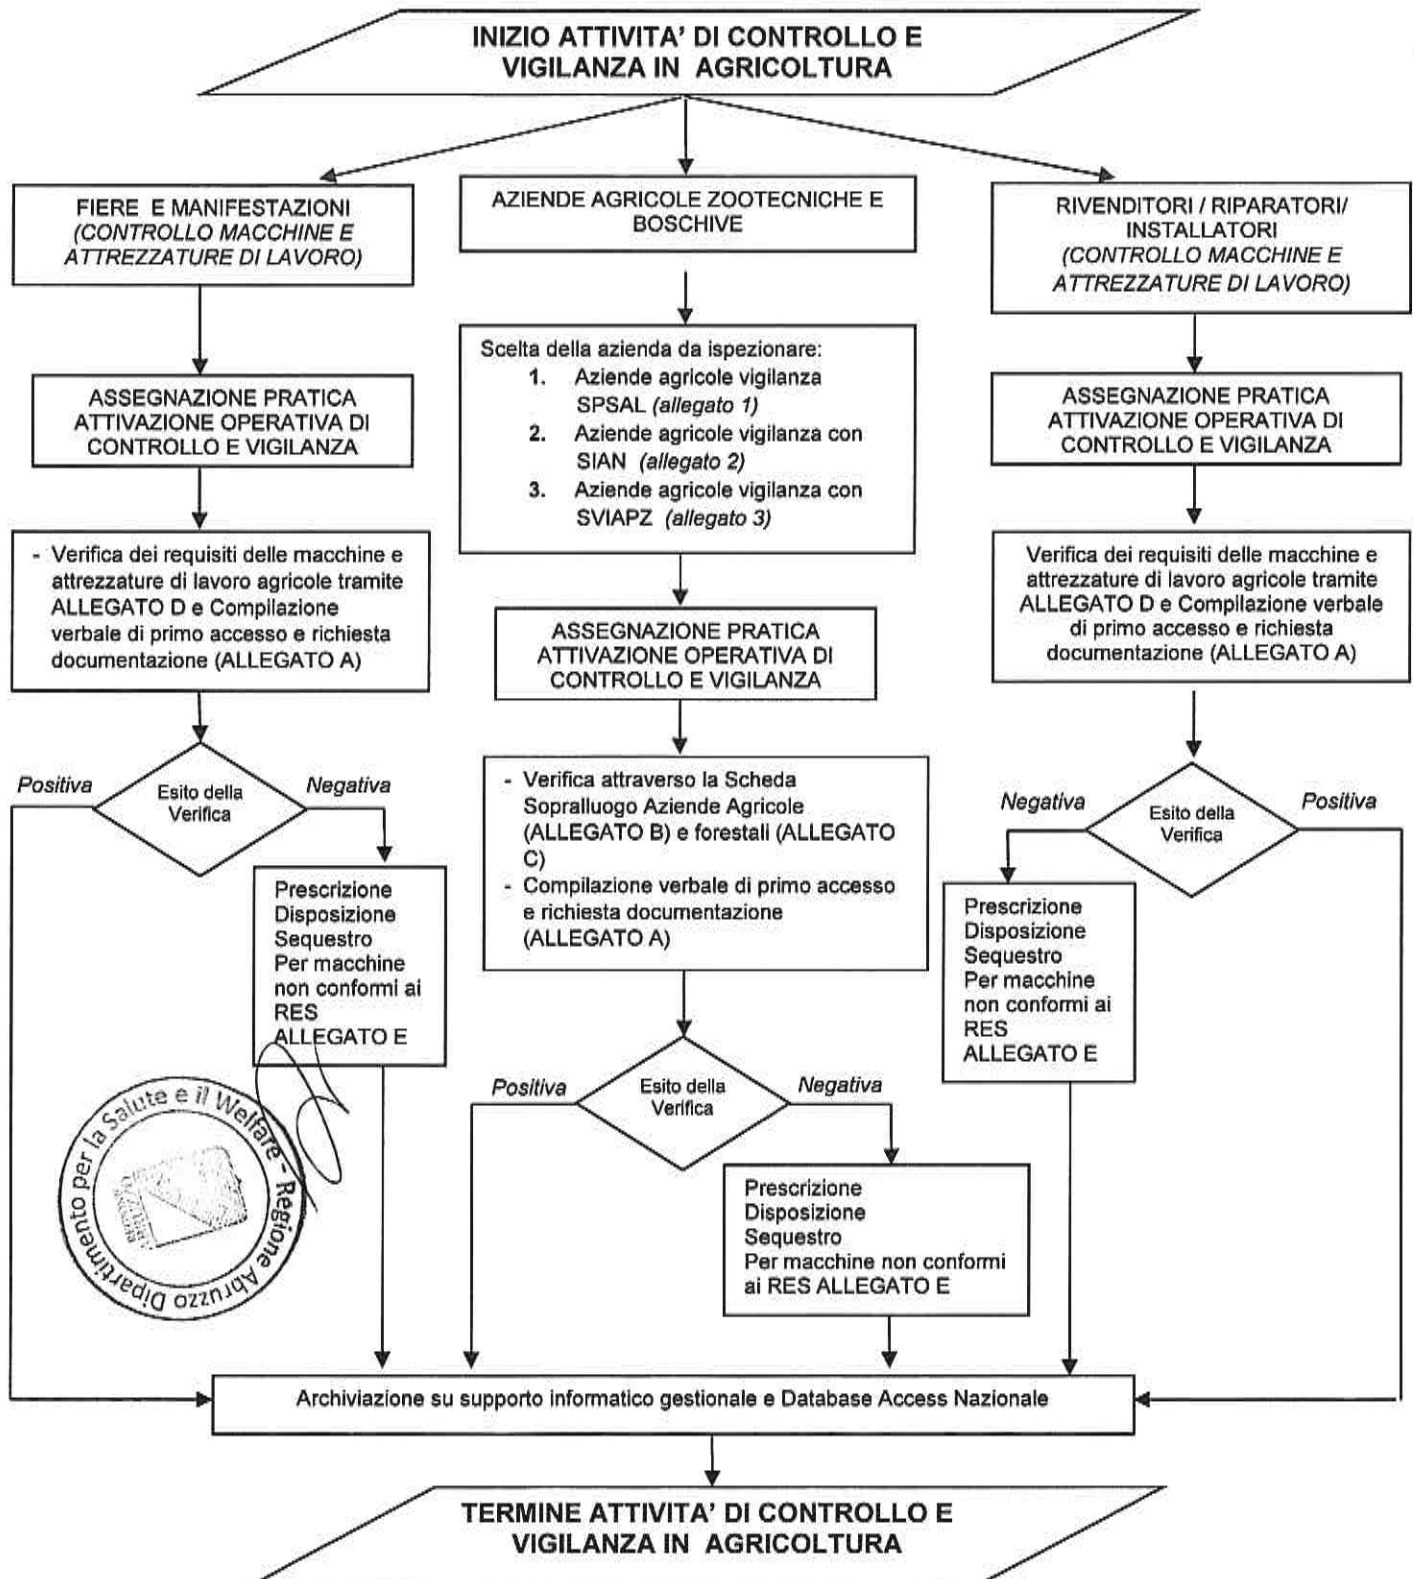 INIZIO ATTIVITA' DI CONTROLLO E
VIGILANZA IN AGRICOLTURA
FIERE E MANIFESTAZIONI
(CONTROLLO MACCHINE E
ATTREZZATURE DI LAVORO)
ASSEGNAZIONE PRATICA
ATTIVAZIONE OPERATIVA DI
CONTROLLO E VIGILANZA
- Verifica dei requisiti delle macchine e
attrezzature di lavoro agricole tramite
ALLEGATO D e Compilazione
verbale di primo accesso e richiesta
documentazione (ALLEGATO A)
Positiva
Esito della
Verifica
Negativa
Prescrizione
Disposizione
Sequestro
Per macchine
non conformi ai
RES
ALLEGATO E
AZIENDE AGRICOLE ZOOTECNICHE E
BOSCHIVE
Scelta della azienda da ispezionare:
1. Aziende agricole vigilanza
SPSAL (allegato 1)
2. Aziende agricole vigilanza con
SIAN (allegato 2)
3. Aziende agricole vigilanza con
SVIAPZ (allegato 3)
ASSEGNAZIONE PRATICA
ATTIVAZIONE OPERATIVA DI
CONTROLLO E VIGILANZA
- Verifica attraverso la Scheda
Sopralluogo Aziende Agricole
(ALLEGATO B) e forestali (ALLEGATO
C)
- Compilazione verbale di primo accesso
e richiesta documentazione
(ALLEGATO A)
Positiva
Esito della
Verifica
Negativa
Prescrizione
Disposizione
Sequestro
Per macchine non conformi
ai RES ALLEGATO E
RIVENDITORI / RIPARATORI/
INSTALLATORI
(CONTROLLO MACCHINE E
ATTREZZATURE DI LAVORO)
ASSEGNAZIONE PRATICA
ATTIVAZIONE OPERATIVA DI
CONTROLLO E VIGILANZA
Verifica dei requisiti delle macchine e
attrezzature di lavoro agricole tramite
ALLEGATO D e Compilazione verbale
di primo accesso e richiesta
documentazione (ALLEGATO A)
Negativa
Esito della
Verifica
Positiva
Prescrizione
Disposizione
Sequestro
Per macchine
non conformi ai
RES
ALLEGATO E
Dipartimento per la Salute e il Welfare - Regione Abruzzo
Archiviazione su supporto informatico gestionale e Database Access Nazionale
TERMINE ATTIVITA' DI CONTROLLO E
VIGILANZA IN AGRICOLTURA